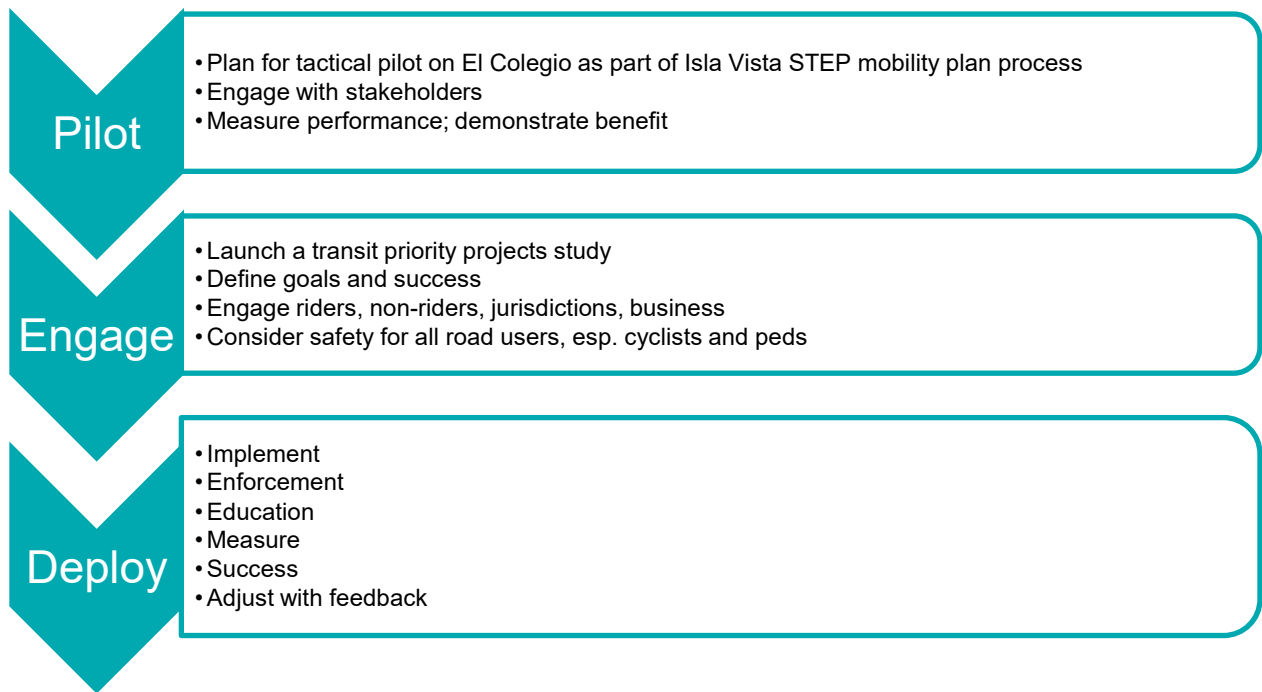 Pilot
• Plan for tactical pilot on El Colegio as part of Isla Vista STEP mobility plan process
• Engage with stakeholders
• Measure performance; demonstrate benefit
Engage
• Launch a transit priority projects study
• Define goals and success
• Engage riders, non-riders, jurisdictions, business
• Consider safety for all road users, esp. cyclists and peds
Deploy
• Implement
• Enforcement
• Education
• Measure
• Success
• Adjust with feedback